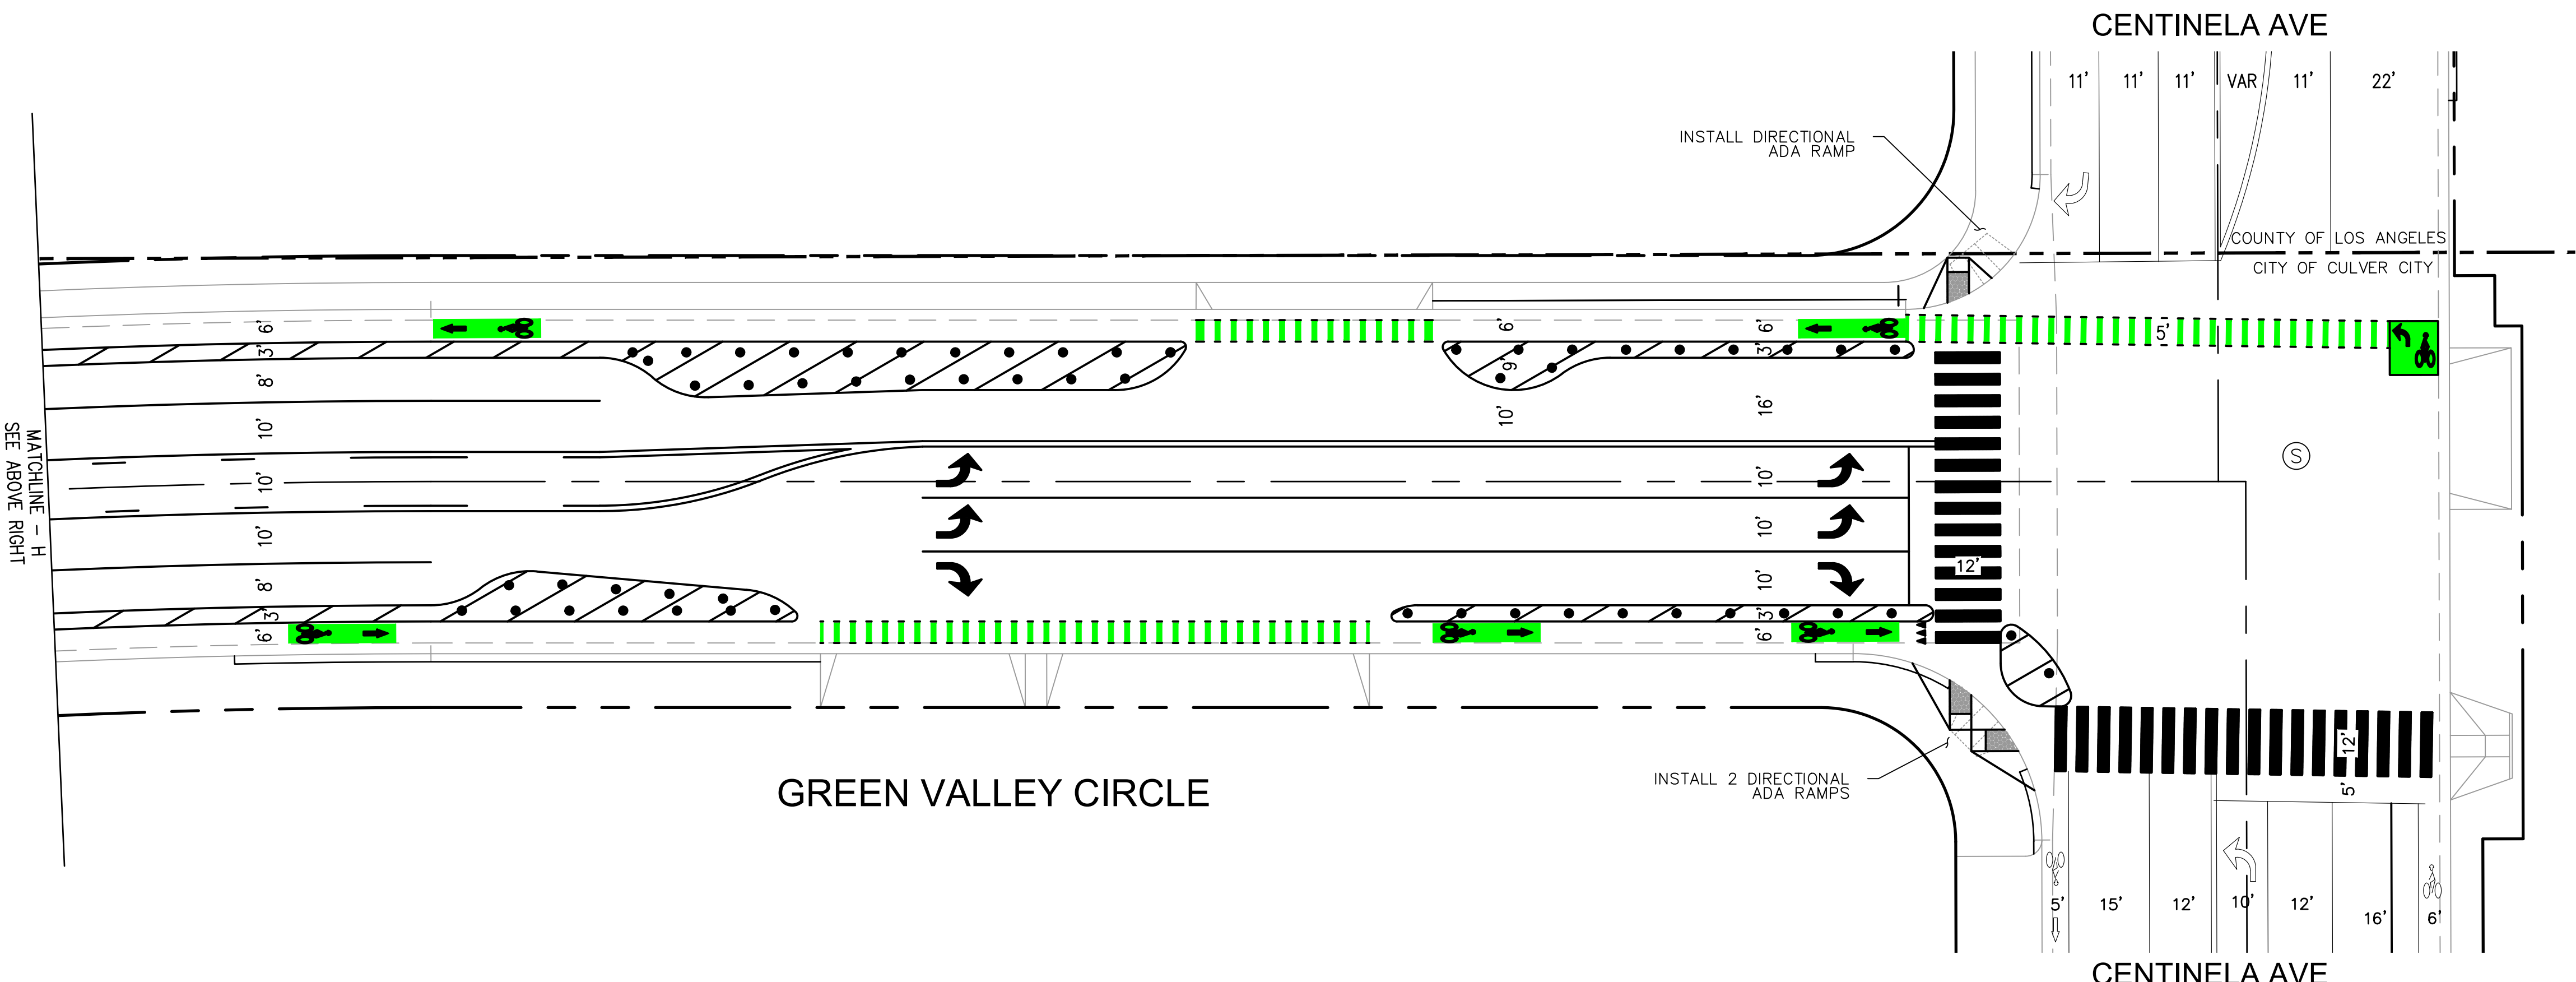 CENTINELA AVE
11'
11'
11'
VAR
11'
22'
INSTALL DIRECTIONAL
ADA RAMP
COUNTY OF LOS ANGELES
CITY OF CULVER CITY
6'
3'
8'
10'
10'
10'
8'
3'
6'
MATCHLINE - H
SEE ABOVE RIGHT
6'
9'
10'
6'
3'
16'
10'
10'
10'
3'
6'
5'
S
12'
12'
5'
INSTALL 2 DIRECTIONAL
ADA RAMPS
GREEN VALLEY CIRCLE
5'
15'
12'
10'
12'
16'
6'
CENTINELA AVE